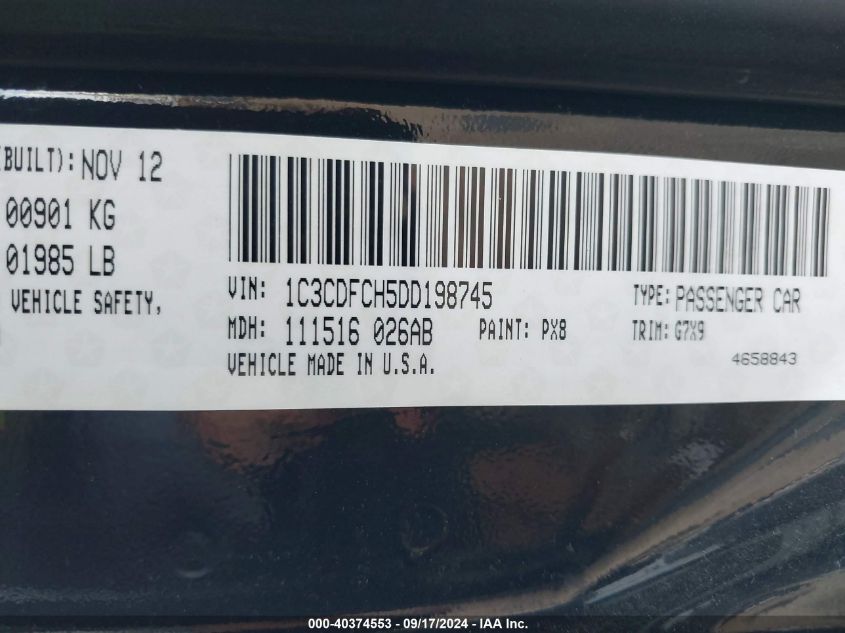 (BUILT): NOV 12
00901 KG
01985 LB
VEHICLE SAFETY,
VIN: 1C3CDFCH5DD198745 TYPE: PASSENGER CAR
MDH: 111516 026AB PAINT: PX8 TRIM: G7X9
VEHICLE MADE IN U.S.A. 4658843
000-40374553 - 09/17/2024 - IAA Inc.